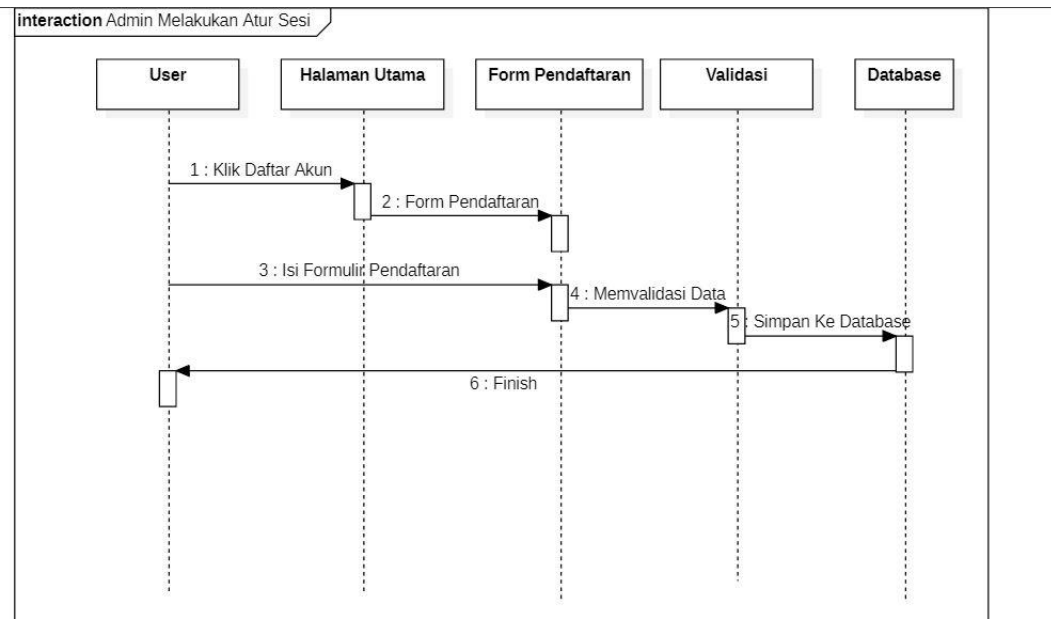 interaction Admin Melakukan Atur Sesi
User
Halaman Utama
Form Pendaftaran
Validasi
Database
1 : Klik Daftar Akun
2 : Form Pendaftaran
3 : Isi Formulir Pendaftaran
4 : Memvalidasi Data
5 : Simpan Ke Database
6 : Finish